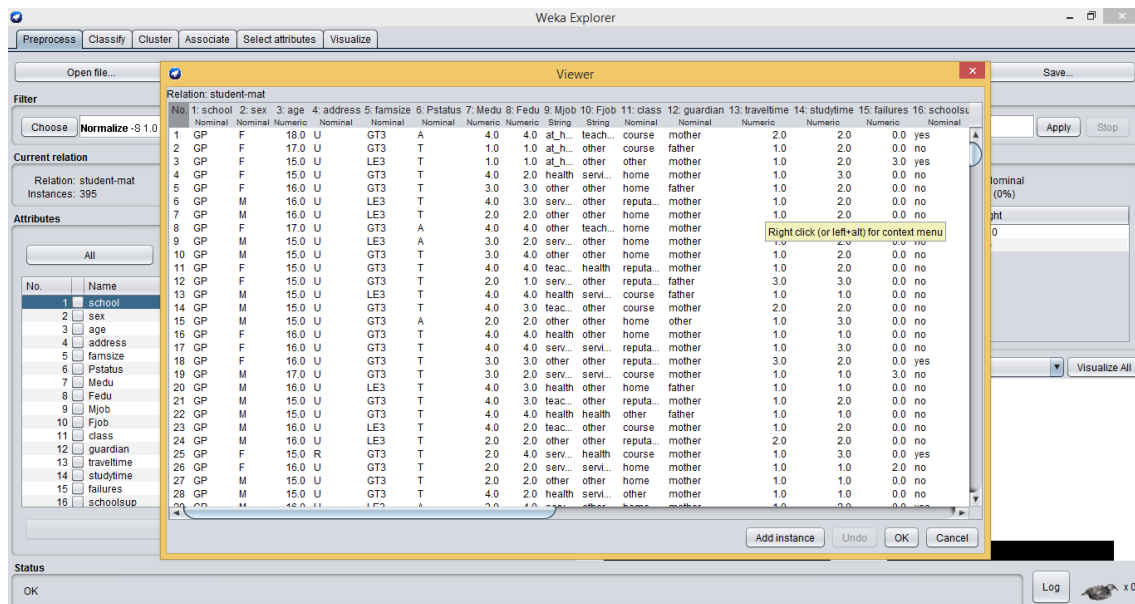 Weka Explorer
Preprocess Classify Cluster Associate Select attributes Visualize
Open file...
Save...
Filter
Choose Normalize -S 1.0
Apply Stop
Current relation
Relation: student-mat
Instances: 395
(0%)
Attributes
All
No. Name
1 school
2 sex
3 age
4 address
5 famsize
6 Pstatus
7 Medu
8 Fedu
9 Mjob
10 Fjob
11 class
12 guardian
13 traveltime
14 studytime
15 failures
16 schoolsup
Visualize All
Status
OK
Log x 0
Viewer
Relation: student-mat
No. 1: school 2: sex 3: age 4: address 5: famsize 6: Pstatus 7: Medu 8: Fedu 9: Mjob 10: Fjob 11: class 12: guardian 13: traveltime 14: studytime 15: failures 16: schoolsu
Nominal Nominal Numeric Nominal Nominal Nominal Numeric Numeric String String Nominal Nominal Numeric Numeric Numeric Nominal
1 GP F 18.0 U GT3 A 4.0 4.0 at_h... teach... course mother 2.0 2.0 0.0 yes
2 GP F 17.0 U GT3 T 1.0 1.0 at_h... other course father 1.0 2.0 0.0 no
3 GP F 15.0 U LE3 T 1.0 1.0 at_h... other other mother 1.0 2.0 3.0 yes
4 GP F 15.0 U GT3 T 4.0 2.0 health servi... home mother 1.0 3.0 0.0 no
5 GP F 16.0 U GT3 T 3.0 3.0 other other home father 1.0 2.0 0.0 no
6 GP M 16.0 U LE3 T 4.0 3.0 serv... other reputa... mother 1.0 2.0 0.0 no
7 GP M 16.0 U LE3 T 2.0 2.0 other other home mother 1.0 2.0 0.0 no
8 GP F 17.0 U GT3 A 4.0 4.0 other teach... home mother
Right click (or left+alt) for context menu
9 GP M 15.0 U LE3 A 3.0 2.0 serv... other home mother 1.0 2.0 0.0 no
10 GP M 15.0 U GT3 T 3.0 4.0 other other home mother 1.0 2.0 0.0 no
11 GP F 15.0 U GT3 T 4.0 4.0 teac... health reputa... mother 1.0 2.0 0.0 no
12 GP F 15.0 U GT3 T 2.0 1.0 serv... other reputa... father 3.0 3.0 0.0 no
13 GP M 15.0 U LE3 T 4.0 4.0 health servi... course father 1.0 1.0 0.0 no
14 GP M 15.0 U GT3 T 4.0 3.0 teac... other course mother 2.0 2.0 0.0 no
15 GP M 15.0 U GT3 A 2.0 2.0 other other home other 1.0 3.0 0.0 no
16 GP F 16.0 U GT3 T 4.0 4.0 health other home mother 1.0 1.0 0.0 no
17 GP F 16.0 U GT3 T 4.0 4.0 serv... servi... reputa... mother 1.0 3.0 0.0 no
18 GP F 16.0 U GT3 T 3.0 3.0 other other reputa... mother 3.0 2.0 0.0 yes
19 GP M 17.0 U GT3 T 3.0 2.0 serv... servi... course mother 1.0 1.0 3.0 no
20 GP M 16.0 U LE3 T 4.0 3.0 health other home father 1.0 1.0 0.0 no
21 GP M 15.0 U GT3 T 4.0 3.0 teac... other reputa... mother 1.0 2.0 0.0 no
22 GP M 15.0 U GT3 T 4.0 4.0 health health other father 1.0 1.0 0.0 no
23 GP M 16.0 U LE3 T 4.0 2.0 teac... other course mother 1.0 2.0 0.0 no
24 GP M 16.0 U LE3 T 2.0 2.0 other other reputa... mother 2.0 2.0 0.0 no
25 GP F 15.0 R GT3 T 2.0 4.0 serv... health course mother 1.0 3.0 0.0 yes
26 GP F 16.0 U GT3 T 2.0 2.0 serv... servi... home mother 1.0 1.0 2.0 no
27 GP M 15.0 U GT3 T 2.0 2.0 other other home mother 1.0 1.0 0.0 no
28 GP M 15.0 U GT3 T 4.0 2.0 health servi... other mother 1.0 1.0 0.0 no
Add instance Undo OK Cancel